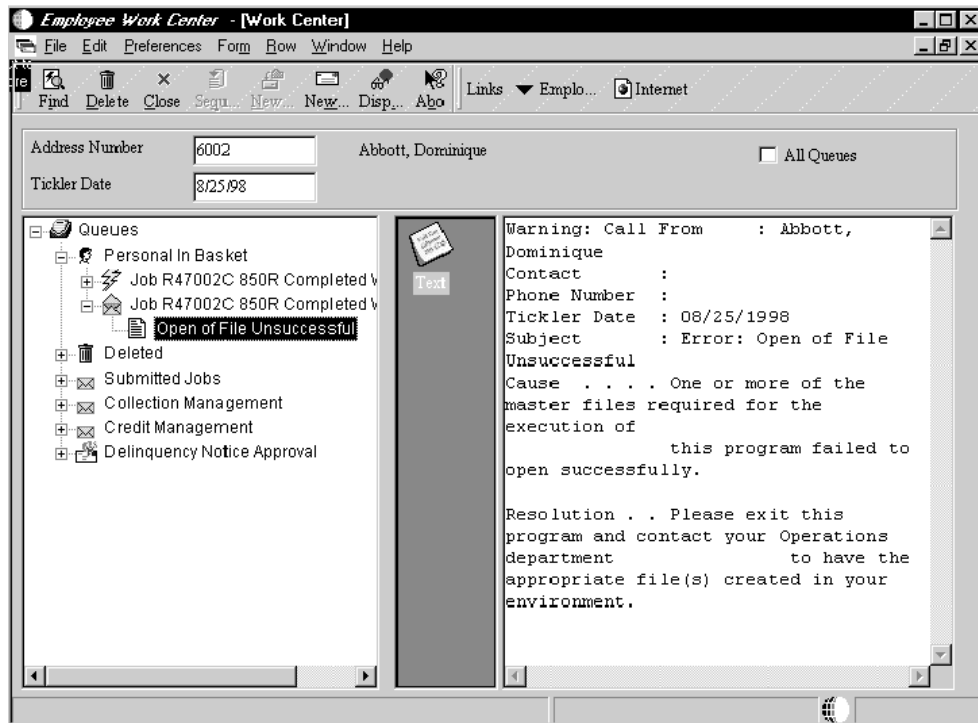 Employee Work Center - [Work Center]
File Edit Preferences Form Row Window Help
re
Find Delete Close Sequ... New... New... Disp... Abo
Links Emplo... Internet
Address Number 6002 Abbott, Dominique All Queues
Tickler Date 8/25/98
Queues
Personal In Basket
Job R47002C 850R Completed
Job R47002C 850R Completed
Open of File Unsuccessful
Deleted
Submitted Jobs
Collection Management
Credit Management
Delinquency Notice Approval
Text
Warning: Call From : Abbott,
Dominique
Contact :
Phone Number :
Tickler Date : 08/25/1998
Subject : Error: Open of File
Unsuccessful
Cause . . . . One or more of the
master files required for the
execution of
this program failed to
open successfully.
Resolution . . Please exit this
program and contact your Operations
department to have the
appropriate file(s) created in your
environment.